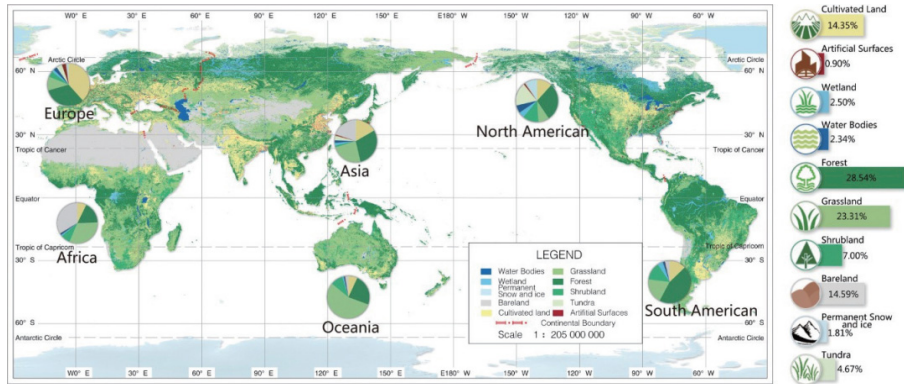 W0° E
30°
60°
90°
120°
150°
E180°W
150°
120°
90°
60°
30°
W0° E
Arctic Circle
Arctic Circle
60° N
60° N
Europe
North American
Asia
30° N
30° N
Tropic of Cancer
Tropic of Cancer
Equator
Equator
Africa
Tropic of Capricorn
Tropic of Capricorn
30° S
30° S
Oceania
South American
LEGEND
Water Bodies
Grassland
Wetland
Forest
Permanent
Snow and ice
Shrubland
Bareland
Tundra
Cultivated land
Artifitial Surfaces
Continental Boundary
Scale 1 : 205 000 000
60° S
60° S
Antarctic Circle
Antarctic Circle
W0° E
30°
60°
90°
120°
150°
E180°W
150°
120°
90°
60°
30°
W0° E
Cultivated Land
14.35%
Artificial Surfaces
0.90%
Wetland
2.50%
Water Bodies
2.34%
Forest
28.54%
Grassland
23.31%
Shrubland
7.00%
Bareland
14.59%
Permanent Snow
and ice
1.81%
Tundra
4.67%